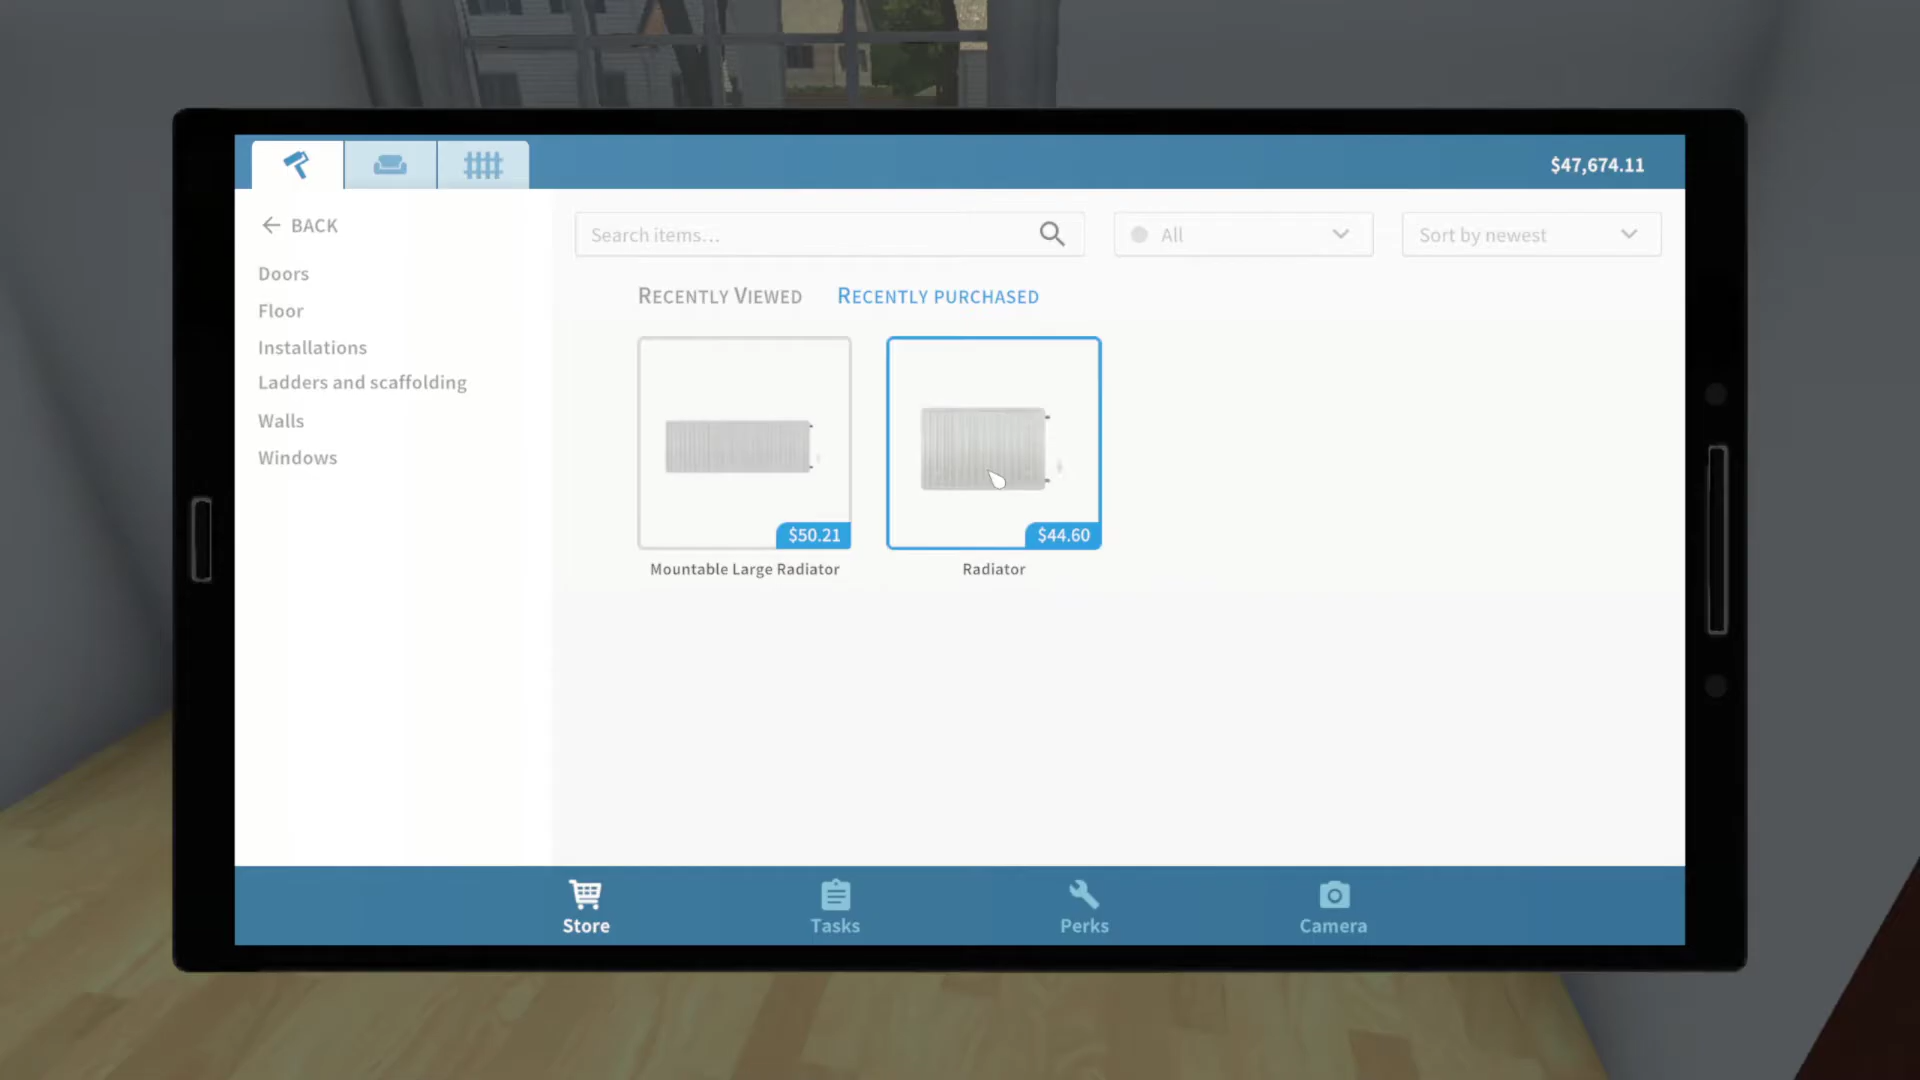 $47,674.11
BACK
Doors
Floor
Installations
Ladders and scaffolding
Walls
Windows
Search items...
All
Sort by newest
RECENTLY VIEWED
RECENTLY PURCHASED
$50.21
Mountable Large Radiator
$44.60
Radiator
Store
Tasks
Perks
Camera